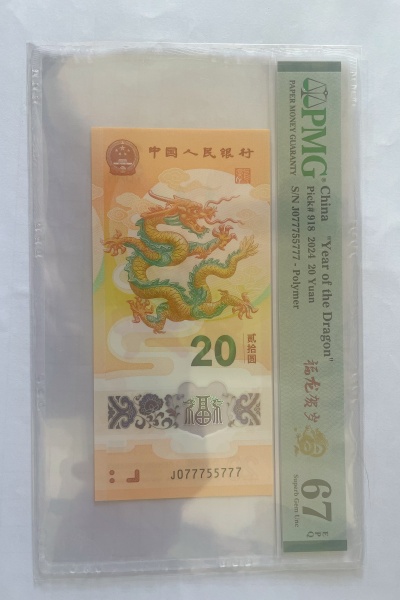 中国人民银行
20
贰拾圆
福
J077755777
PMG
PAPER MONEY GUARANTY
China "Year of the Dragon"
Pick# 918 2024 20 Yuan
S/N J077755777 - Polymer
福龙贺岁
67 EPQ
Superb Gem Unc